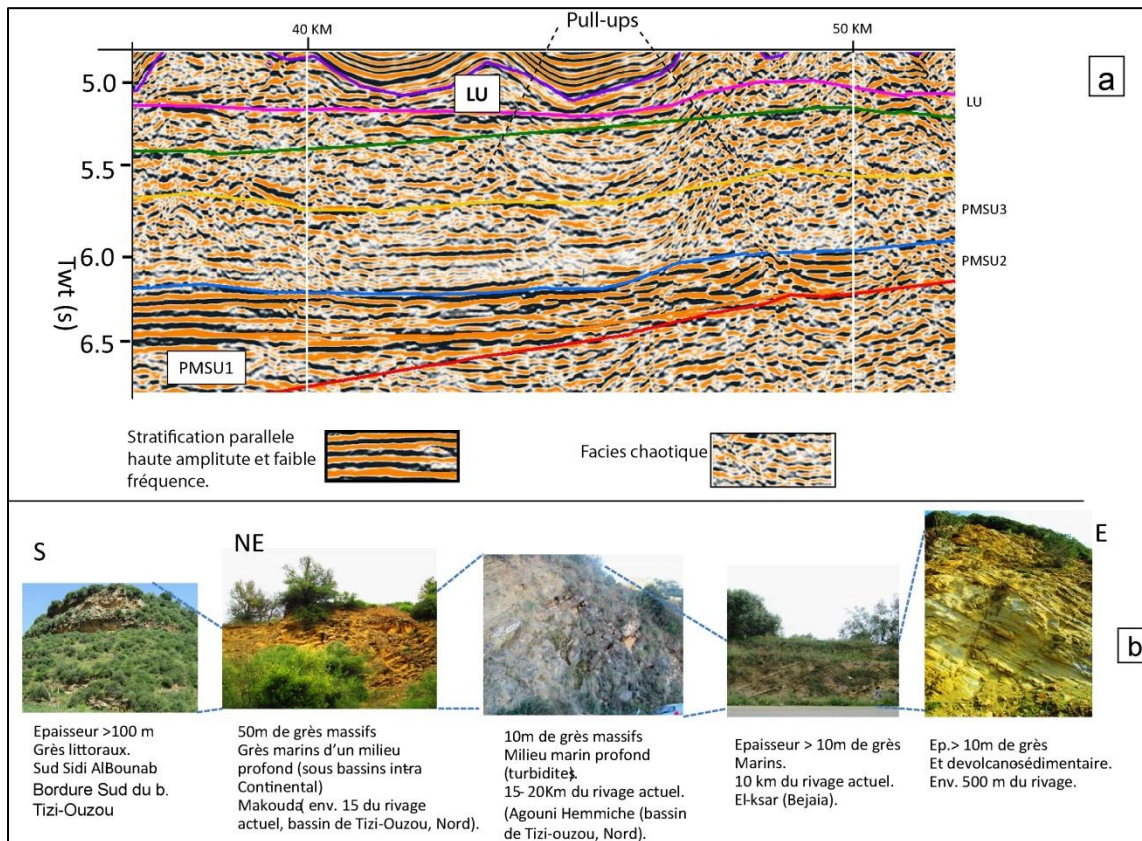 Pull-ups
40 KM
50 KM
a
5.0
5.5
6.0
6.5
Twt (s)
LU
LU
PMSU3
PMSU2
PMSU1
Stratification parallele
haute amplitute et faible
fréquence.
Facies chaotique
S
NE
E
b
Epaisseur >100 m
Grès littoraux.
Sud Sidi AlBounab
Bordure Sud du b.
Tizi-Ouzou
50m de grès massifs
Grès marins d'un milieu
profond (sous bassins intra
Continental)
Makouda( env. 15 du rivage
actuel, bassin de Tizi-Ouzou, Nord).
10m de grès massifs
Milieu marin profond
(turbidites).
15-20Km du rivage actuel.
(Agouni Hemmiche (bassin
de Tizi-ouzou, Nord).
Epaisseur > 10m de grès
Marins.
10 km du rivage actuel.
El-ksar (Bejaia).
Ep.> 10m de grès
Et devolcanosédimentaire.
Env. 500 m du rivage.